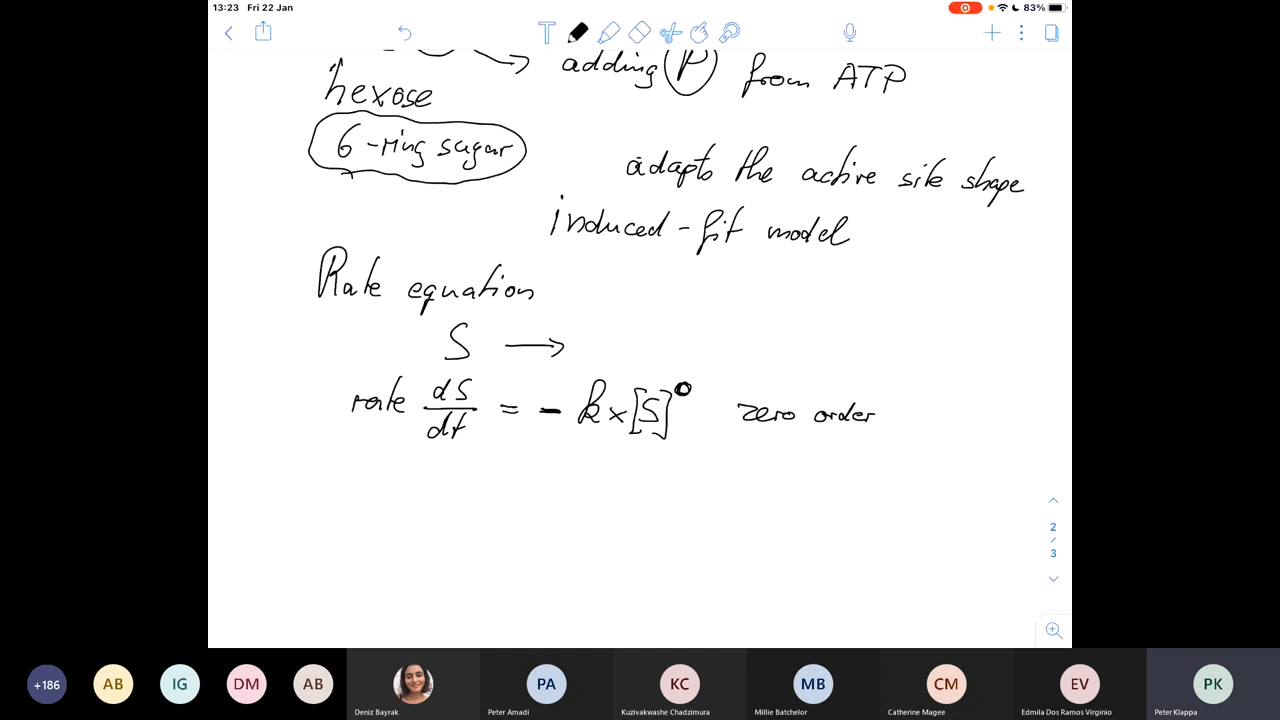 13:23 Fri 22 Jan 83%
T
adding P from ATP
hexose
6-ring sugar
adapts the active site shape
induced-fit model
Rate equation
S →
rate dS/dt = - k × [S]⁰ zero order
2
/
3
+186 AB IG DM AB PA KC MB CM EV PK
Deniz Bayrak Peter Amadi Kuzivakwashe Chadzimura Millie Batchelor Catherine Magee Edmila Dos Ramos Virginio Peter Klappa